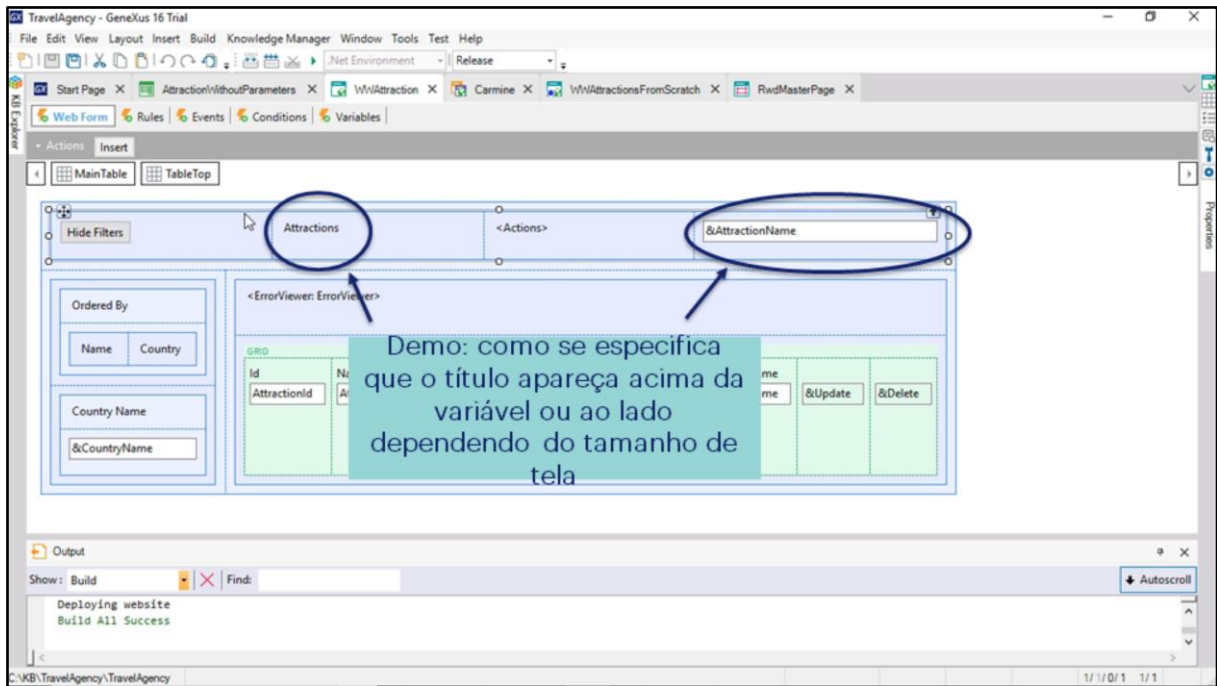 TravelAgency - GeneXus 16 Trial
File Edit View Layout Insert Build Knowledge Manager Window Tools Test Help
.Net Environment Release
Start Page X AttractionWithoutParameters X WWAttraction X Carmine X WWAttractionsFromScratch X RwdMasterPage X
KB Explorer
Web Form Rules Events Conditions Variables
Actions Insert
MainTable TableTop
Properties
Hide Filters Attractions <Actions> &AttractionName
Ordered By
Name Country
Country Name
&CountryName
<ErrorViewer: ErrorViewer>
GRID
Id
me
AttractionId
me &Update &Delete
Demo: como se especifica
que o título apareça acima da
variável ou ao lado
dependendo do tamanho de
tela
Output
Show: Build Find: Autoscroll
Deploying website
Build All Success
C:\KB\TravelAgency\TravelAgency 1/1/0/1 1/1